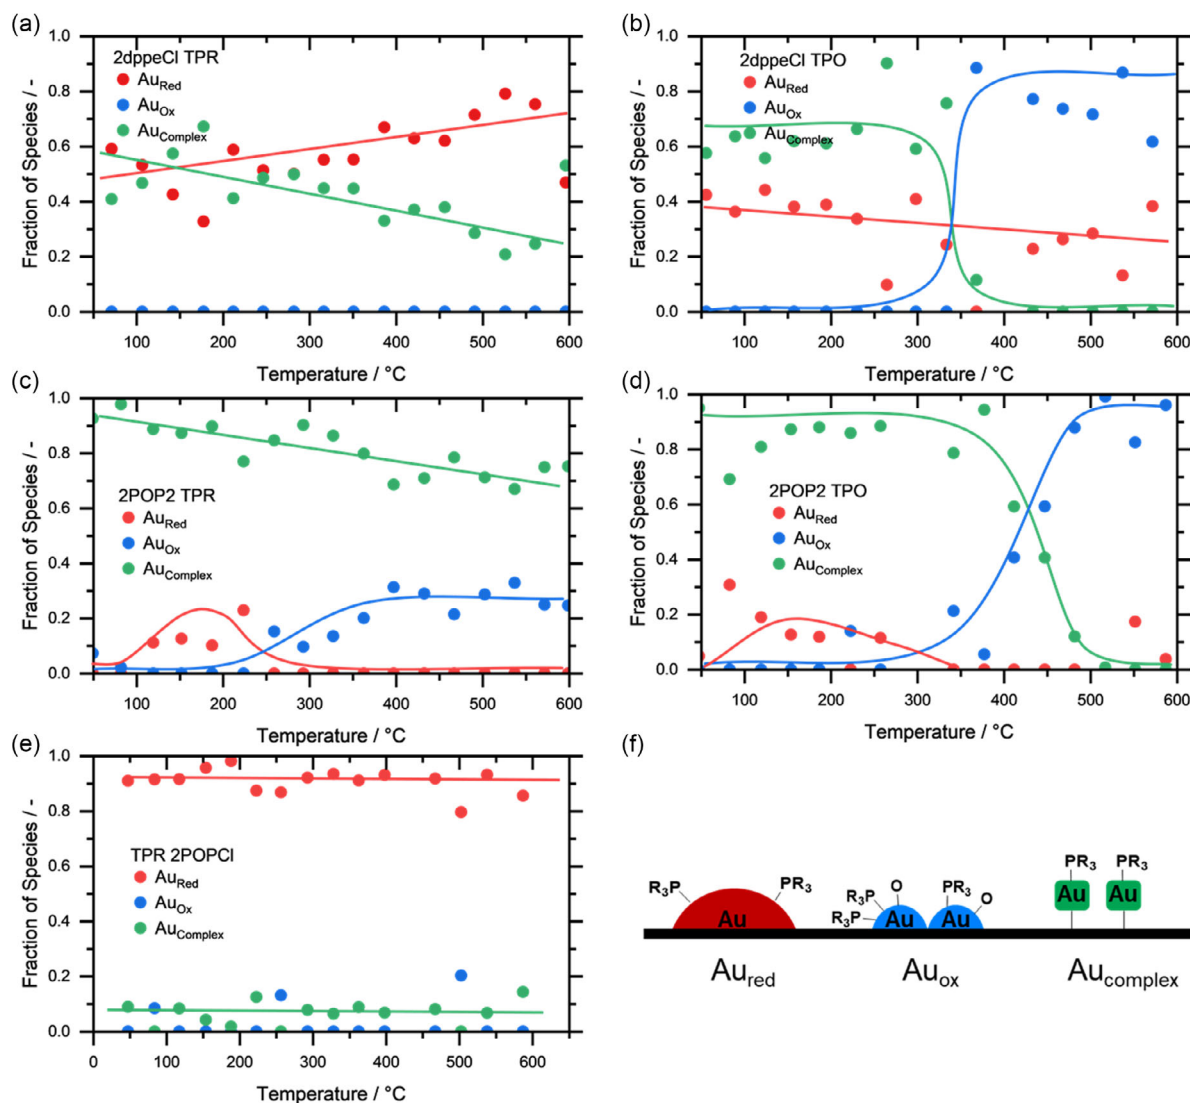 (a)
1.0
0.8
0.6
0.4
0.2
0.0
Fraction of Species / -
2dppeCl TPR
Au_Red
Au_Ox
Au_Complex
100 200 300 400 500 600
Temperature / °C
(b)
1.0
0.8
0.6
0.4
0.2
0.0
Fraction of Species / -
2dppeCl TPO
Au_Red
Au_Ox
Au_Complex
100 200 300 400 500 600
Temperature / °C
(c)
1.0
0.8
0.6
0.4
0.2
0.0
Fraction of Species / -
2POP2 TPR
Au_Red
Au_Ox
Au_Complex
100 200 300 400 500 600
Temperature / °C
(d)
1.0
0.8
0.6
0.4
0.2
0.0
Fraction of Species / -
2POP2 TPO
Au_Red
Au_Ox
Au_Complex
100 200 300 400 500 600
Temperature / °C
(e)
1.0
0.8
0.6
0.4
0.2
0.0
Fraction of Species / -
TPR 2POPCl
Au_Red
Au_Ox
Au_Complex
0 100 200 300 400 500 600
Temperature / °C
(f)
R₃P PR₃ R₃P O PR₃ O PR₃ PR₃
R₃P
Au Au Au Au Au
Au_red Au_ox Au_complex